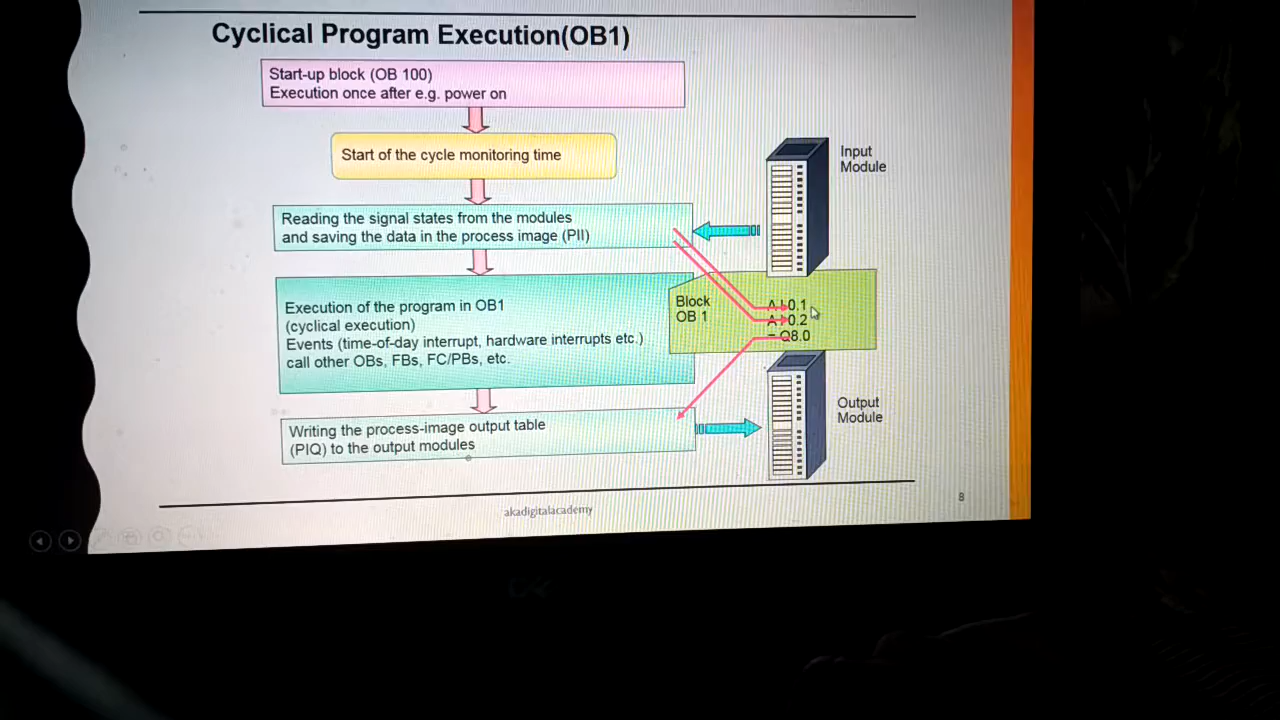 Cyclical Program Execution(OB1)
Start-up block (OB 100)
Execution once after e.g. power on
Start of the cycle monitoring time
Input
Module
Reading the signal states from the modules
and saving the data in the process image (PII)
Execution of the program in OB1
(cyclical execution)
Events (time-of-day interrupt, hardware interrupts etc.)
call other OBs, FBs, FC/PBs, etc.
Block
OB 1
A I 0.1
A I 0.2
= Q8.0
Writing the process-image output table
(PIQ) to the output modules
Output
Module
akadigitalacademy
8